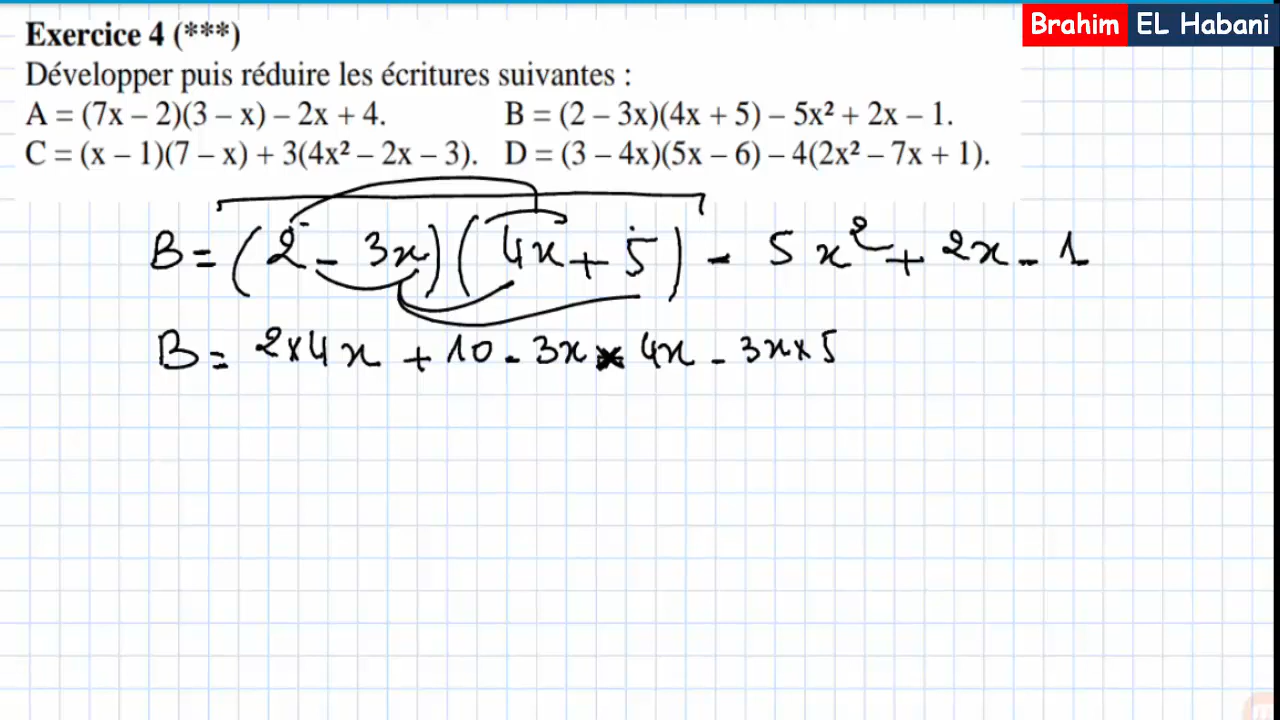 Brahim EL Habani
Exercice 4 (***)
Développer puis réduire les écritures suivantes :
A = (7x – 2)(3 – x) – 2x + 4. B = (2 – 3x)(4x + 5) – 5x² + 2x – 1.
C = (x – 1)(7 – x) + 3(4x² – 2x – 3). D = (3 – 4x)(5x – 6) – 4(2x² – 7x + 1).
B = (2 - 3x)(4x + 5) - 5x² + 2x - 1
B = 2×4x + 10 - 3x × 4x - 3x×5